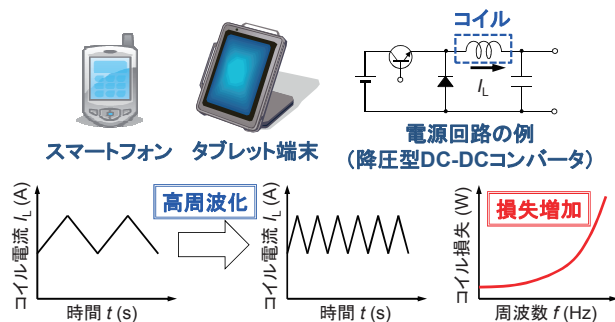 コイル
I_L
スマートフォン
タブレット端末
電源回路の例
（降圧型DC-DCコンバータ）
コイル電流 I_L (A)
高周波化
時間 t (s)
コイル電流 I_L (A)
時間 t (s)
コイル損失 (W)
損失増加
周波数 f (Hz)